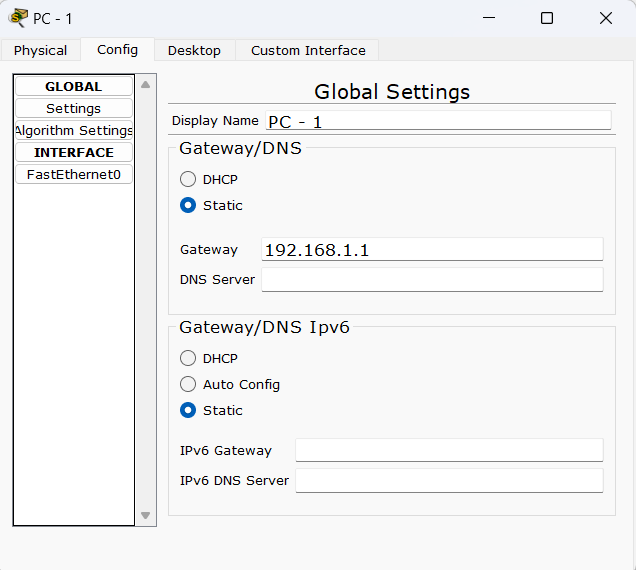 PC - 1
Physical Config Desktop Custom Interface
GLOBAL
Settings
Algorithm Settings
INTERFACE
FastEthernet0
Global Settings
Display Name PC - 1
Gateway/DNS
DHCP
Static
Gateway 192.168.1.1
DNS Server
Gateway/DNS Ipv6
DHCP
Auto Config
Static
IPv6 Gateway
IPv6 DNS Server